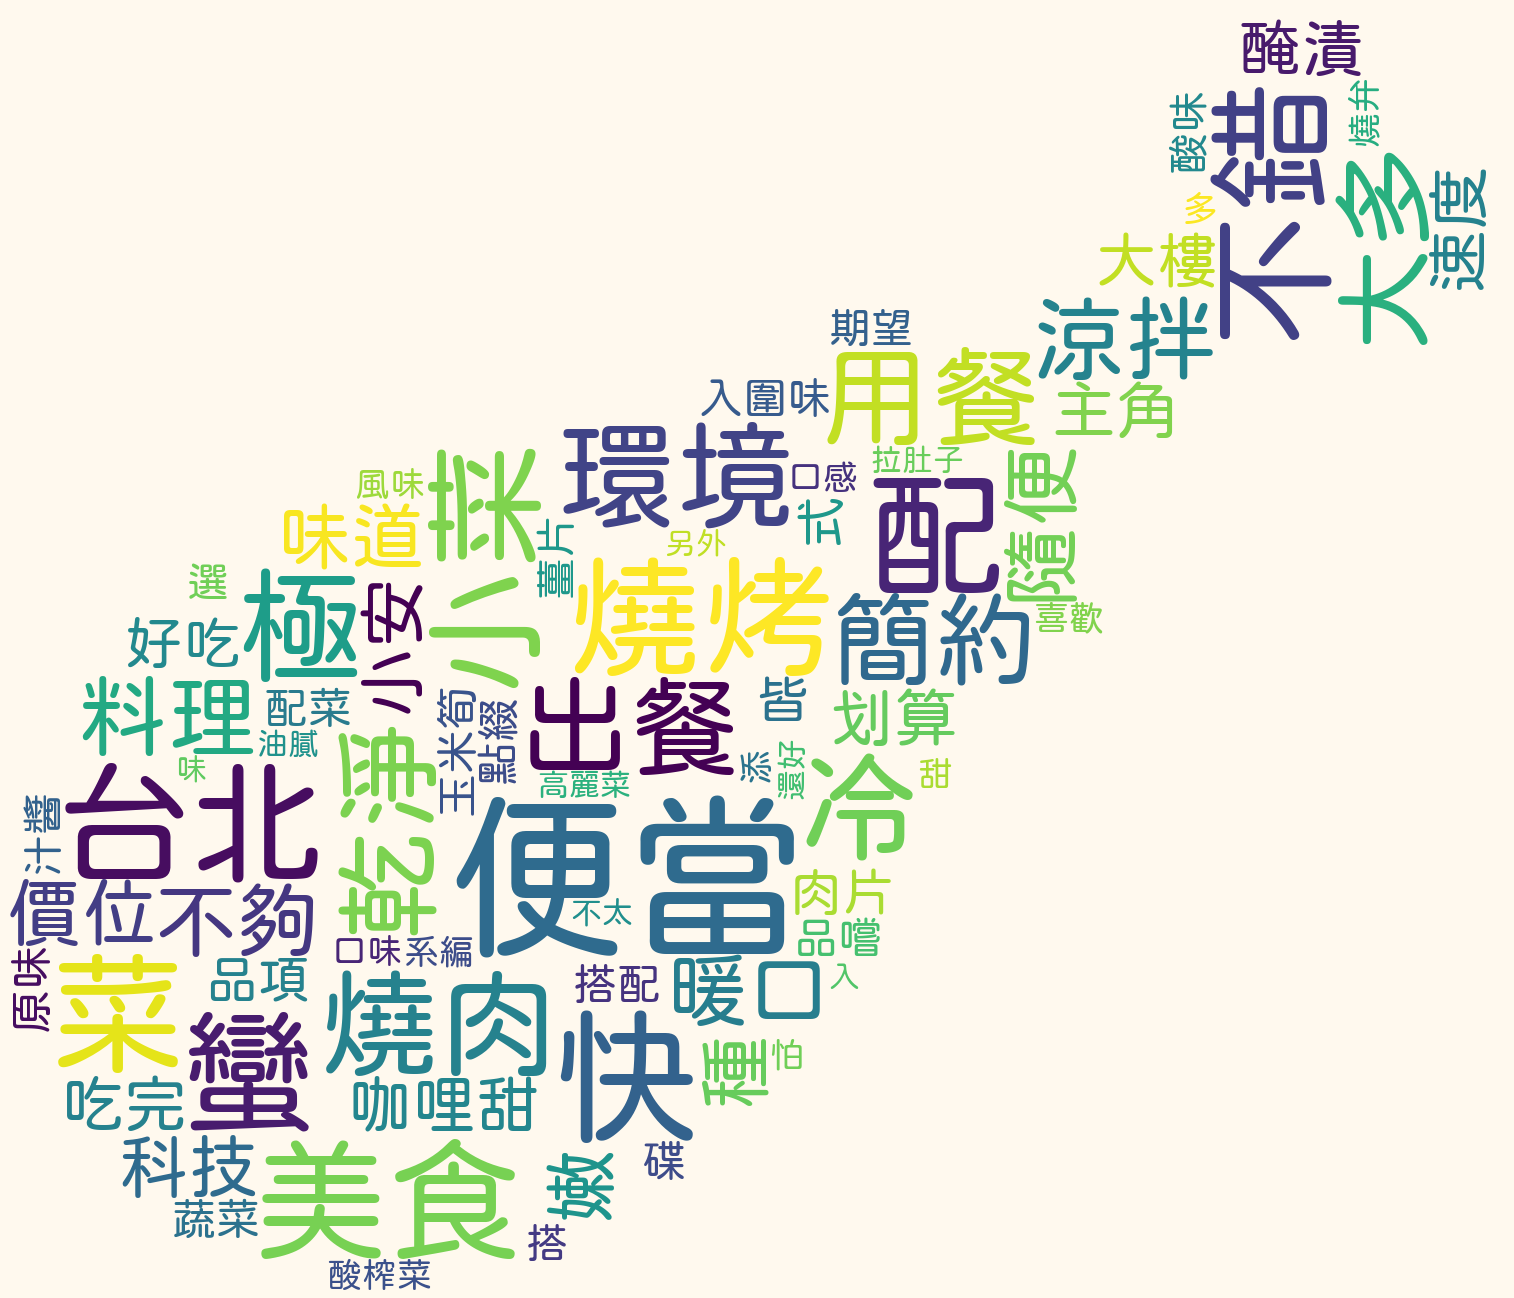 醃漬
酸味
不錯
燒弁
多
大多
速度
大樓
涼拌
期望
用餐
主角
入圍味
環境
口感
拉肚子
隨便
風味
小菜
味道
片
薑
式
配
另外
選
極
小安
燒烤
簡約
喜歡
好吃
料理
配菜
玉米筍
點綴
出餐
皆
划算
油膩
味
乾淨
添
還好
冷
甜
高麗菜
台北
醬汁
便當
肉片
不太
品嚐
價位
不夠
口味
系編
原味
菜
品項
燒肉
搭配
暖口
入
蠻
快
種
怕
吃完
咖哩
甜
科技
美食
嫩
碟
蔬菜
搭
酸榨菜